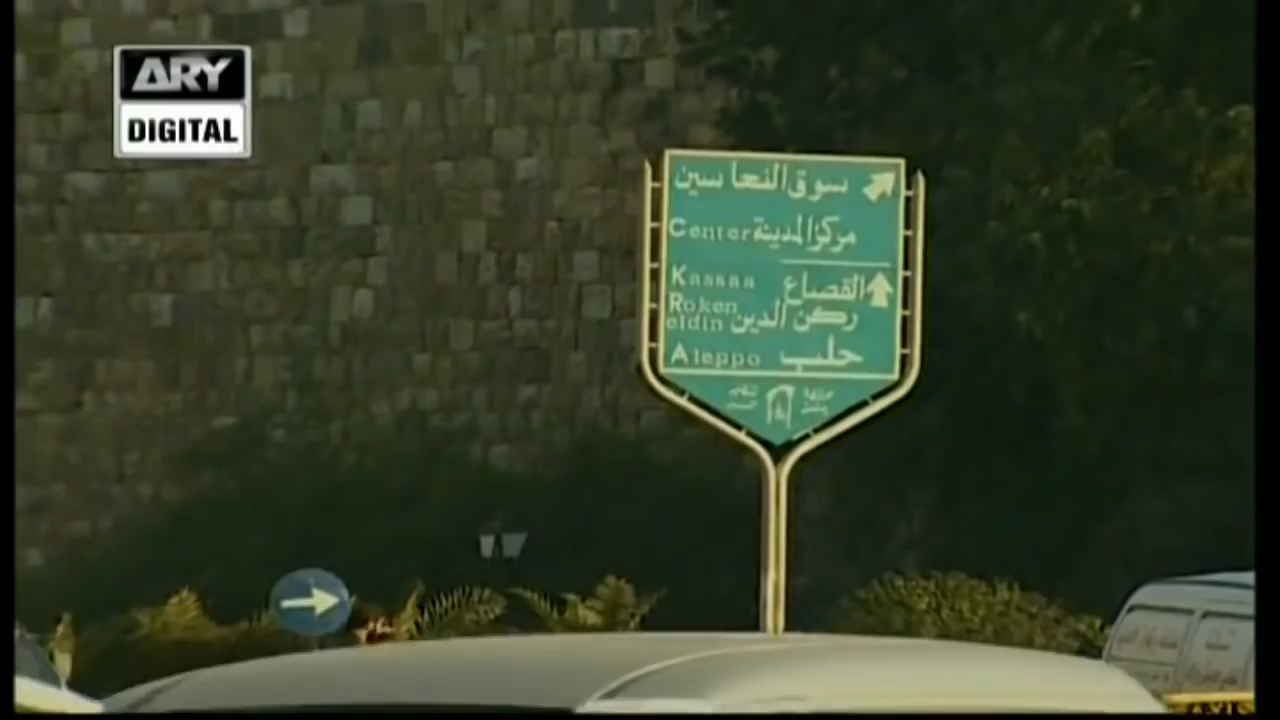 ARY
DIGITAL
سوق النحاسين
Center مركز المدينة
Kassaa القصاع
Roken
eldin ركن الدين
Aleppo حلب